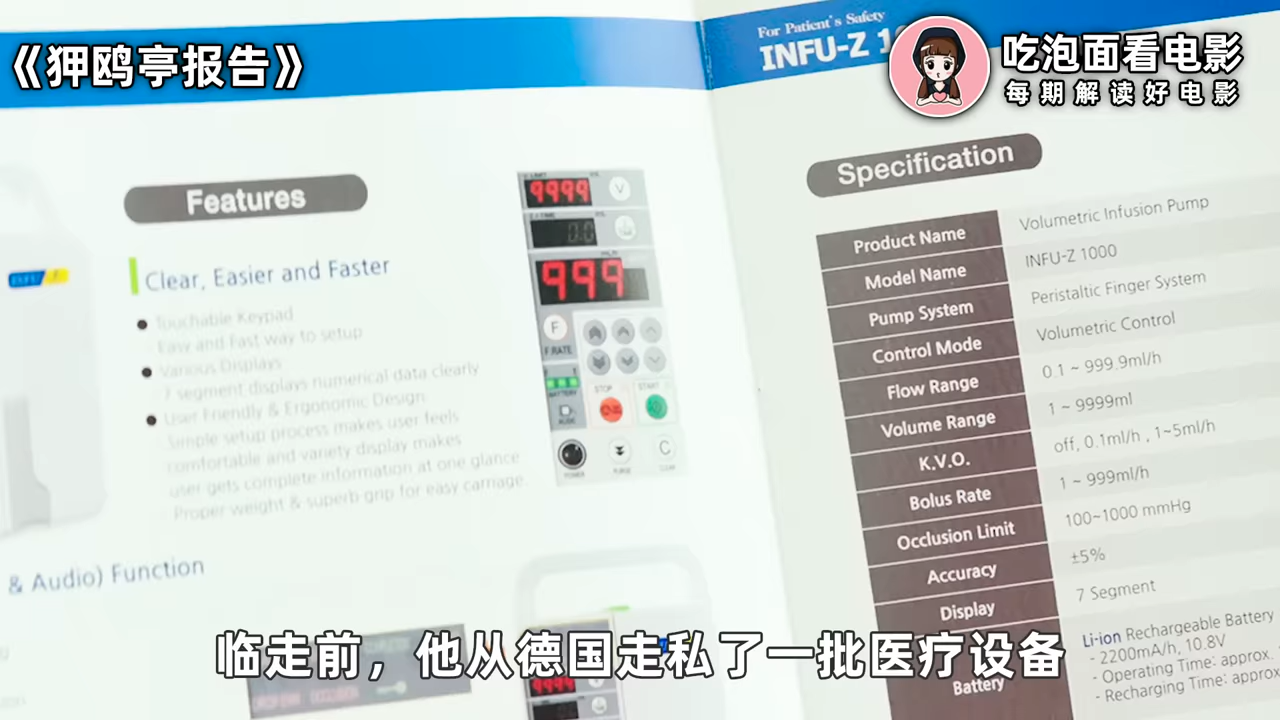 《狎鸥亭报告》
吃泡面看电影
每期解读好电影
For Patient's Safety
INFU-Z
Features
Clear, Easier and Faster
Touchable Keypad
- Easy and Fast way to setup
Various Displays
- 7 segment displays numerical data clearly
User Friendly & Ergonomic Design
- Simple setup process makes user feels
comfortable and variety display makes
user gets complete information at one glance
- Proper weight & superb grip for easy carriage.
& Audio) Function
9999
V
0.0
999
F
F.RATE
BATTERY
STOP
START
C
Specification
Product Name Volumetric Infusion Pump
Model Name INFU-Z 1000
Pump System Peristaltic Finger System
Control Mode Volumetric Control
Flow Range 0.1 ~ 999.9ml/h
Volume Range 1 ~ 9999ml
K.V.O. off, 0.1ml/h , 1~5ml/h
Bolus Rate 1 ~ 999ml/h
Occlusion Limit 100~1000 mmHg
Accuracy ±5%
Display 7 Segment
Battery Li-ion Rechargeable Battery
- 2200mA/h, 10.8V
- Operating Time: approx.
- Recharging Time: approx
临走前，他从德国走私了一批医疗设备